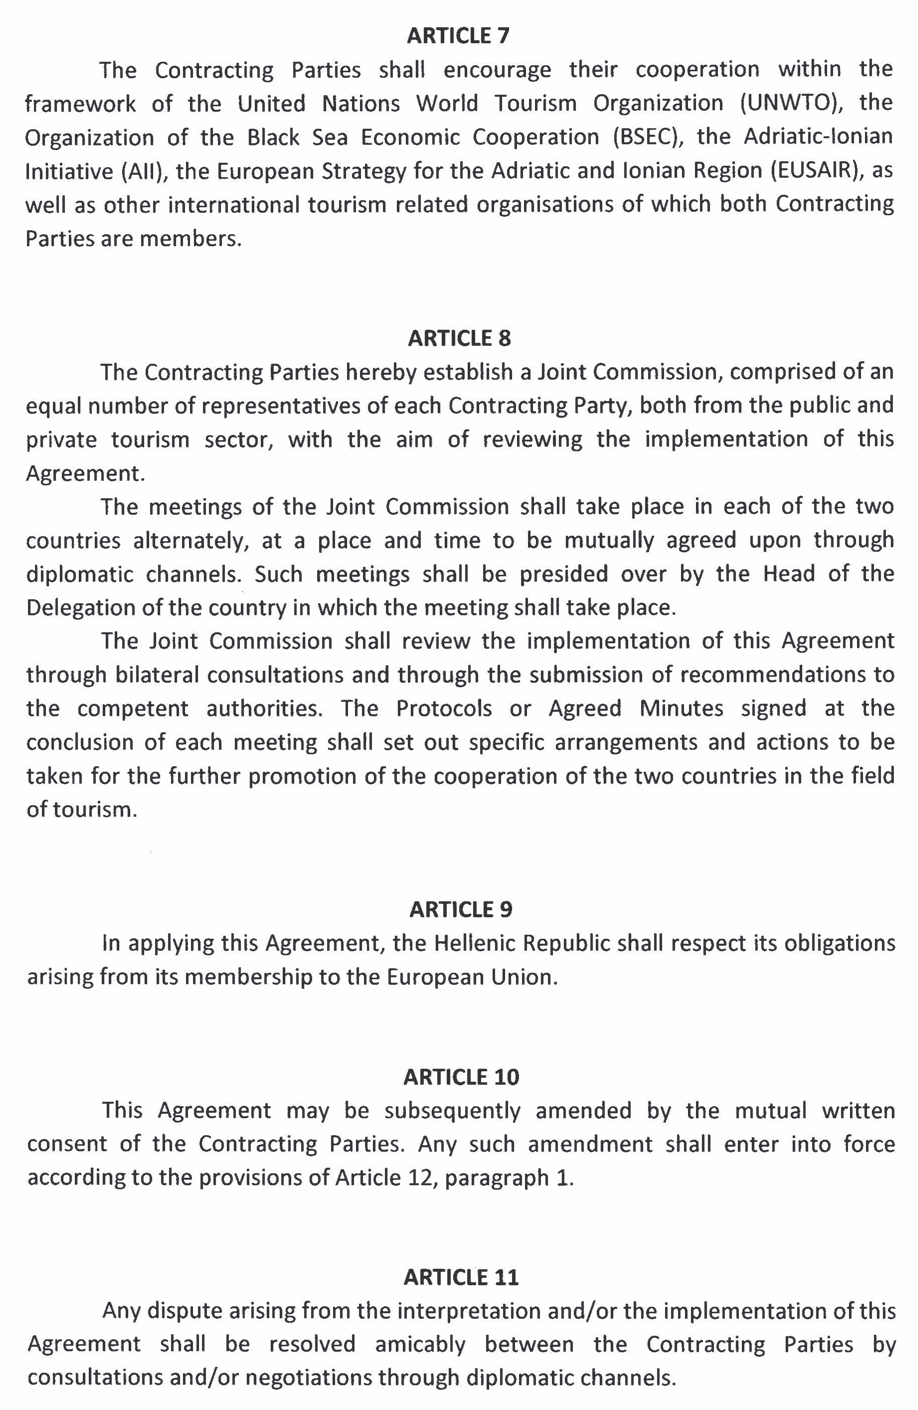 ARTICLE 7
The Contracting Parties shall encourage their cooperation within the
framework of the United Nations World Tourism Organization (UNWTO), the
Organization of the Black Sea Economic Cooperation (BSEC), the Adriatic-Ionian
Initiative (AII), the European Strategy for the Adriatic and Ionian Region (EUSAIR), as
well as other international tourism related organisations of which both Contracting
Parties are members.
ARTICLE 8
The Contracting Parties hereby establish a Joint Commission, comprised of an
equal number of representatives of each Contracting Party, both from the public and
private tourism sector, with the aim of reviewing the implementation of this
Agreement.
The meetings of the Joint Commission shall take place in each of the two
countries alternately, at a place and time to be mutually agreed upon through
diplomatic channels. Such meetings shall be presided over by the Head of the
Delegation of the country in which the meeting shall take place.
The Joint Commission shall review the implementation of this Agreement
through bilateral consultations and through the submission of recommendations to
the competent authorities. The Protocols or Agreed Minutes signed at the
conclusion of each meeting shall set out specific arrangements and actions to be
taken for the further promotion of the cooperation of the two countries in the field
of tourism.
ARTICLE 9
In applying this Agreement, the Hellenic Republic shall respect its obligations
arising from its membership to the European Union.
ARTICLE 10
This Agreement may be subsequently amended by the mutual written
consent of the Contracting Parties. Any such amendment shall enter into force
according to the provisions of Article 12, paragraph 1.
ARTICLE 11
Any dispute arising from the interpretation and/or the implementation of this
Agreement shall be resolved amicably between the Contracting Parties by
consultations and/or negotiations through diplomatic channels.